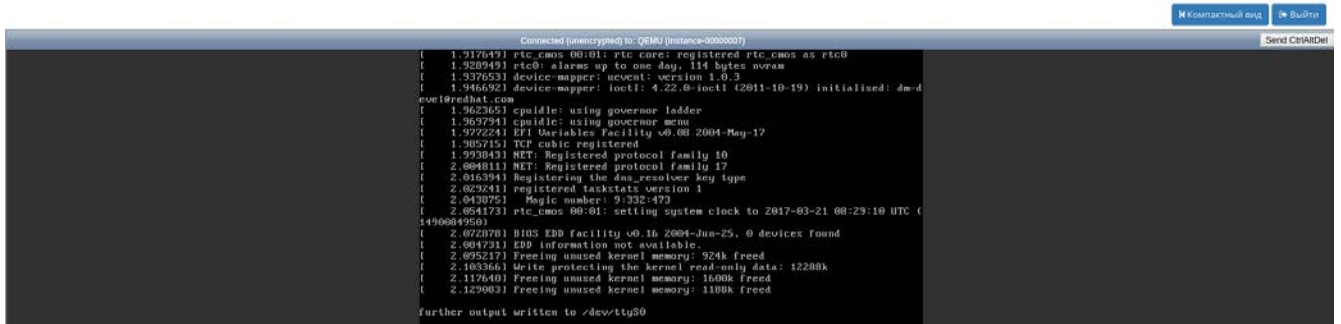 Компактный вид
Выйти
Connected (unencrypted) to: QEMU (instance-00000007)
Send CtrlAltDel
[    1.917649] rtc_cmos 00:01: rtc core: registered rtc_cmos as rtc0
[    1.928949] rtc0: alarms up to one day, 114 bytes nvram
[    1.937653] device-mapper: uevent: version 1.0.3
[    1.946692] device-mapper: ioctl: 4.22.0-ioctl (2011-10-19) initialised: dm-d
evel@redhat.com
[    1.962365] cpuidle: using governor ladder
[    1.969794] cpuidle: using governor menu
[    1.977224] EFI Variables Facility v0.08 2004-May-17
[    1.985715] TCP cubic registered
[    1.993843] NET: Registered protocol family 10
[    2.004811] NET: Registered protocol family 17
[    2.016394] Registering the dns_resolver key type
[    2.029241] registered taskstats version 1
[    2.043875]   Magic number: 9:332:473
[    2.054173] rtc_cmos 00:01: setting system clock to 2017-03-21 08:29:10 UTC (
1490084950)
[    2.072878] BIOS EDD facility v0.16 2004-Jun-25, 0 devices found
[    2.084731] EDD information not available.
[    2.095217] Freeing unused kernel memory: 924k freed
[    2.103366] Write protecting the kernel read-only data: 12288k
[    2.117640] Freeing unused kernel memory: 1600k freed
[    2.129083] Freeing unused kernel memory: 1188k freed
further output written to /dev/ttyS0